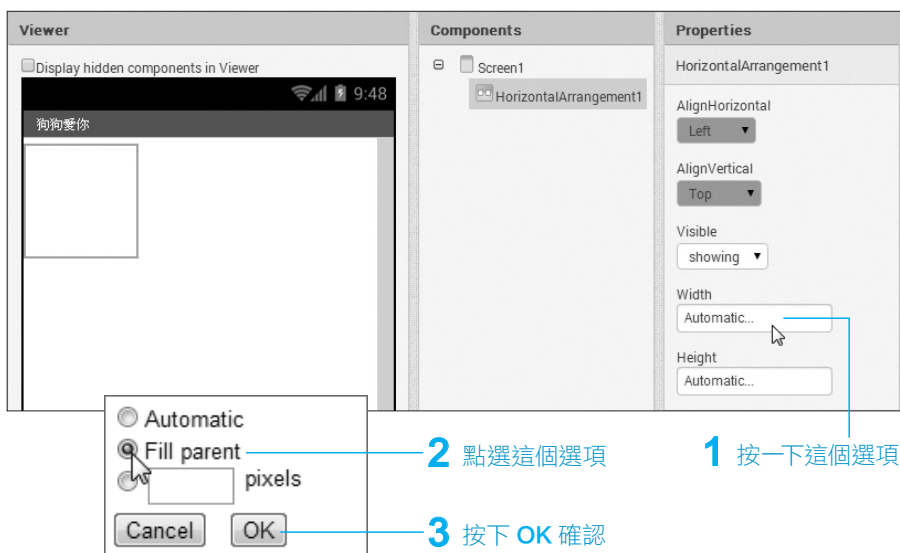 Viewer
Display hidden components in Viewer
9:48
狗狗愛你
Components
Screen1
HorizontalArrangement1
Properties
HorizontalArrangement1
AlignHorizontal
Left
AlignVertical
Top
Visible
showing
Width
Automatic...
Height
Automatic...
1 按一下這個選項
Automatic
Fill parent
pixels
Cancel OK
2 點選這個選項
3 按下 OK 確認